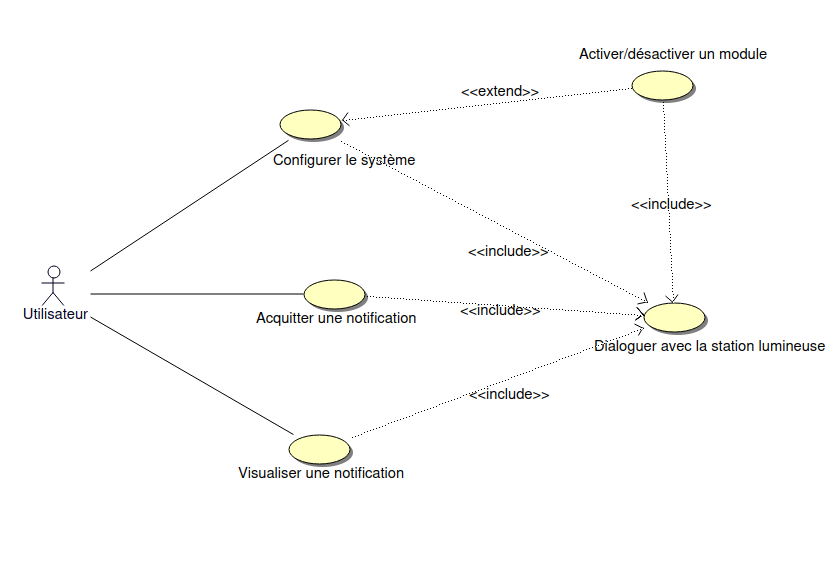 Activer/désactiver un module
<<extend>>
Configurer le système
<<include>>
<<include>>
Utilisateur
<<include>>
Acquitter une notification
Dialoguer avec la station lumineuse
<<include>>
Visualiser une notification